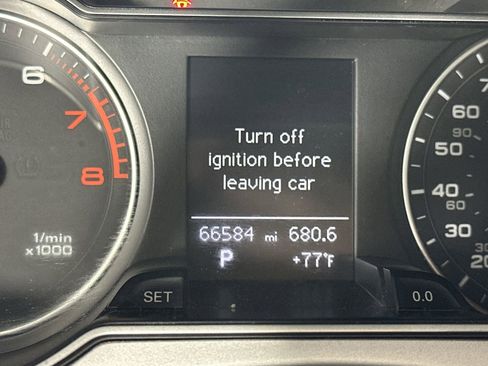 6
7
8
1/min
x1000
Turn off
ignition before
leaving car
66584 mi 680.6
P +77°F
SET
0.0
70
90
60
40
60
30
20